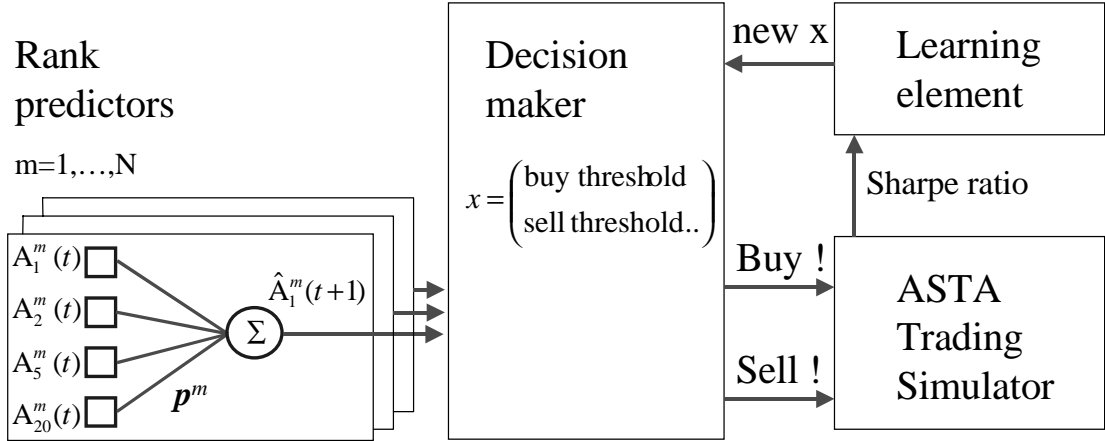 Rank
predictors
m=1,…,N
A₁ᵐ(t)
A₂ᵐ(t)
A₅ᵐ(t)
A₂₀ᵐ(t)
Σ
Â₁ᵐ(t+1)
pᵐ
Decision
maker
x = (buy threshold
sell threshold..)
new x
Learning
element
Sharpe ratio
Buy !
Sell !
ASTA
Trading
Simulator